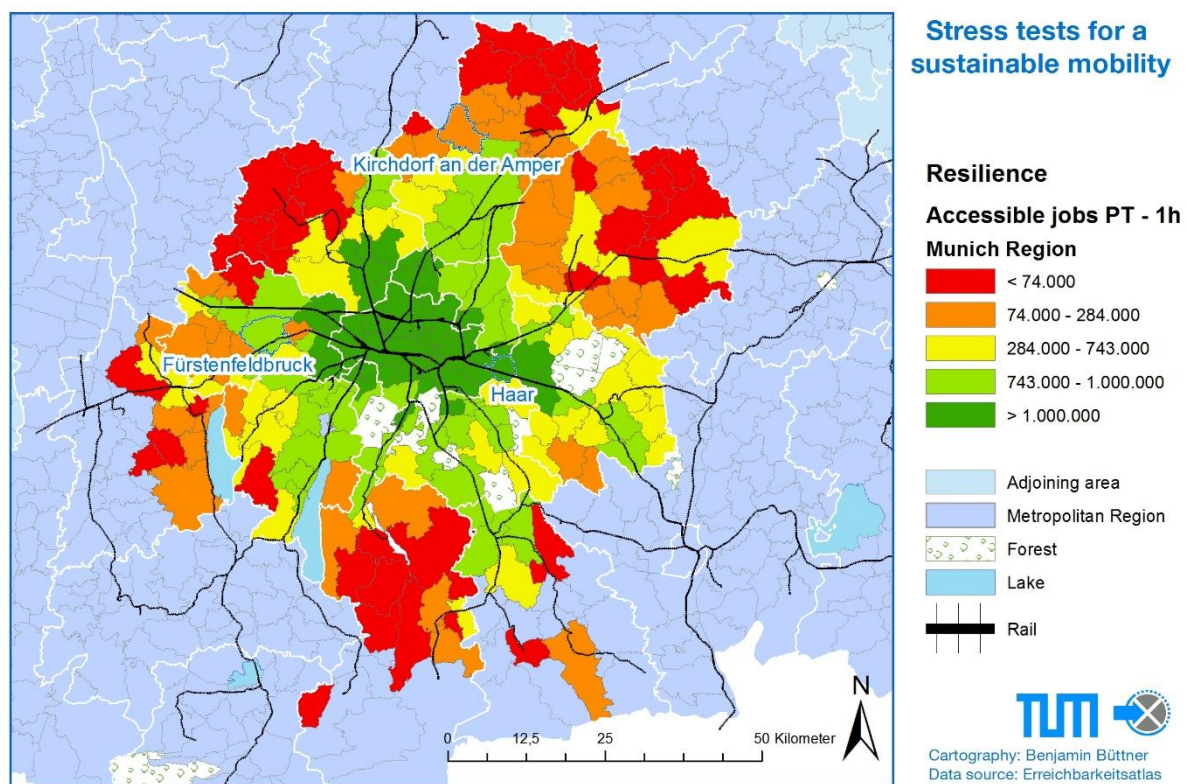 Stress tests for a
sustainable mobility
Kirchdorf an der Amper
Fürstenfeldbruck
Haar
N
0 12,5 25 50 Kilometer
Resilience
Accessible jobs PT - 1h
Munich Region
< 74.000
74.000 - 284.000
284.000 - 743.000
743.000 - 1.000.000
> 1.000.000
Adjoining area
Metropolitan Region
Forest
Lake
Rail
TUM
Cartography: Benjamin Büttner
Data source: Erreichbarkeitsatlas